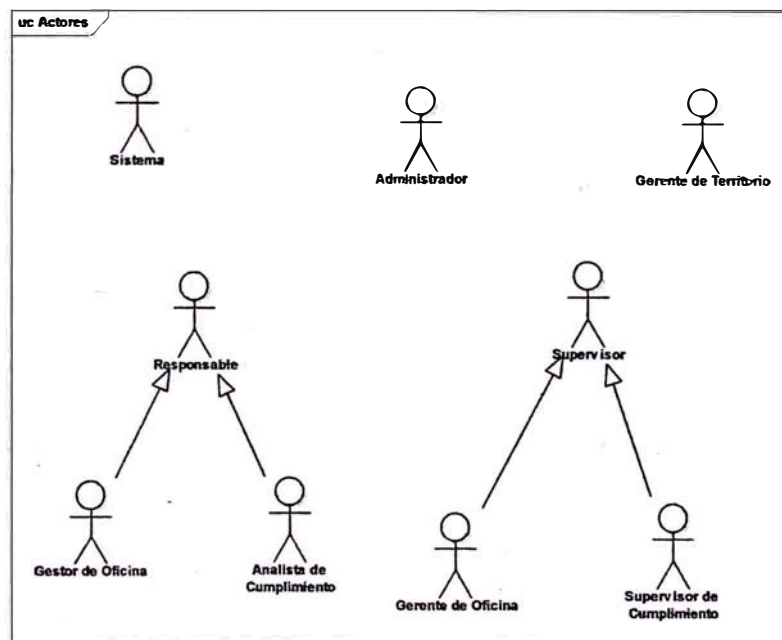 uc Actores
Sistema
Administrador
Gerente de Territorio
Responsable
Supervisor
Gestor de Oficina
Analista de
Cumplimiento
Gerente de Oficina
Supervisor de
Cumplimiento